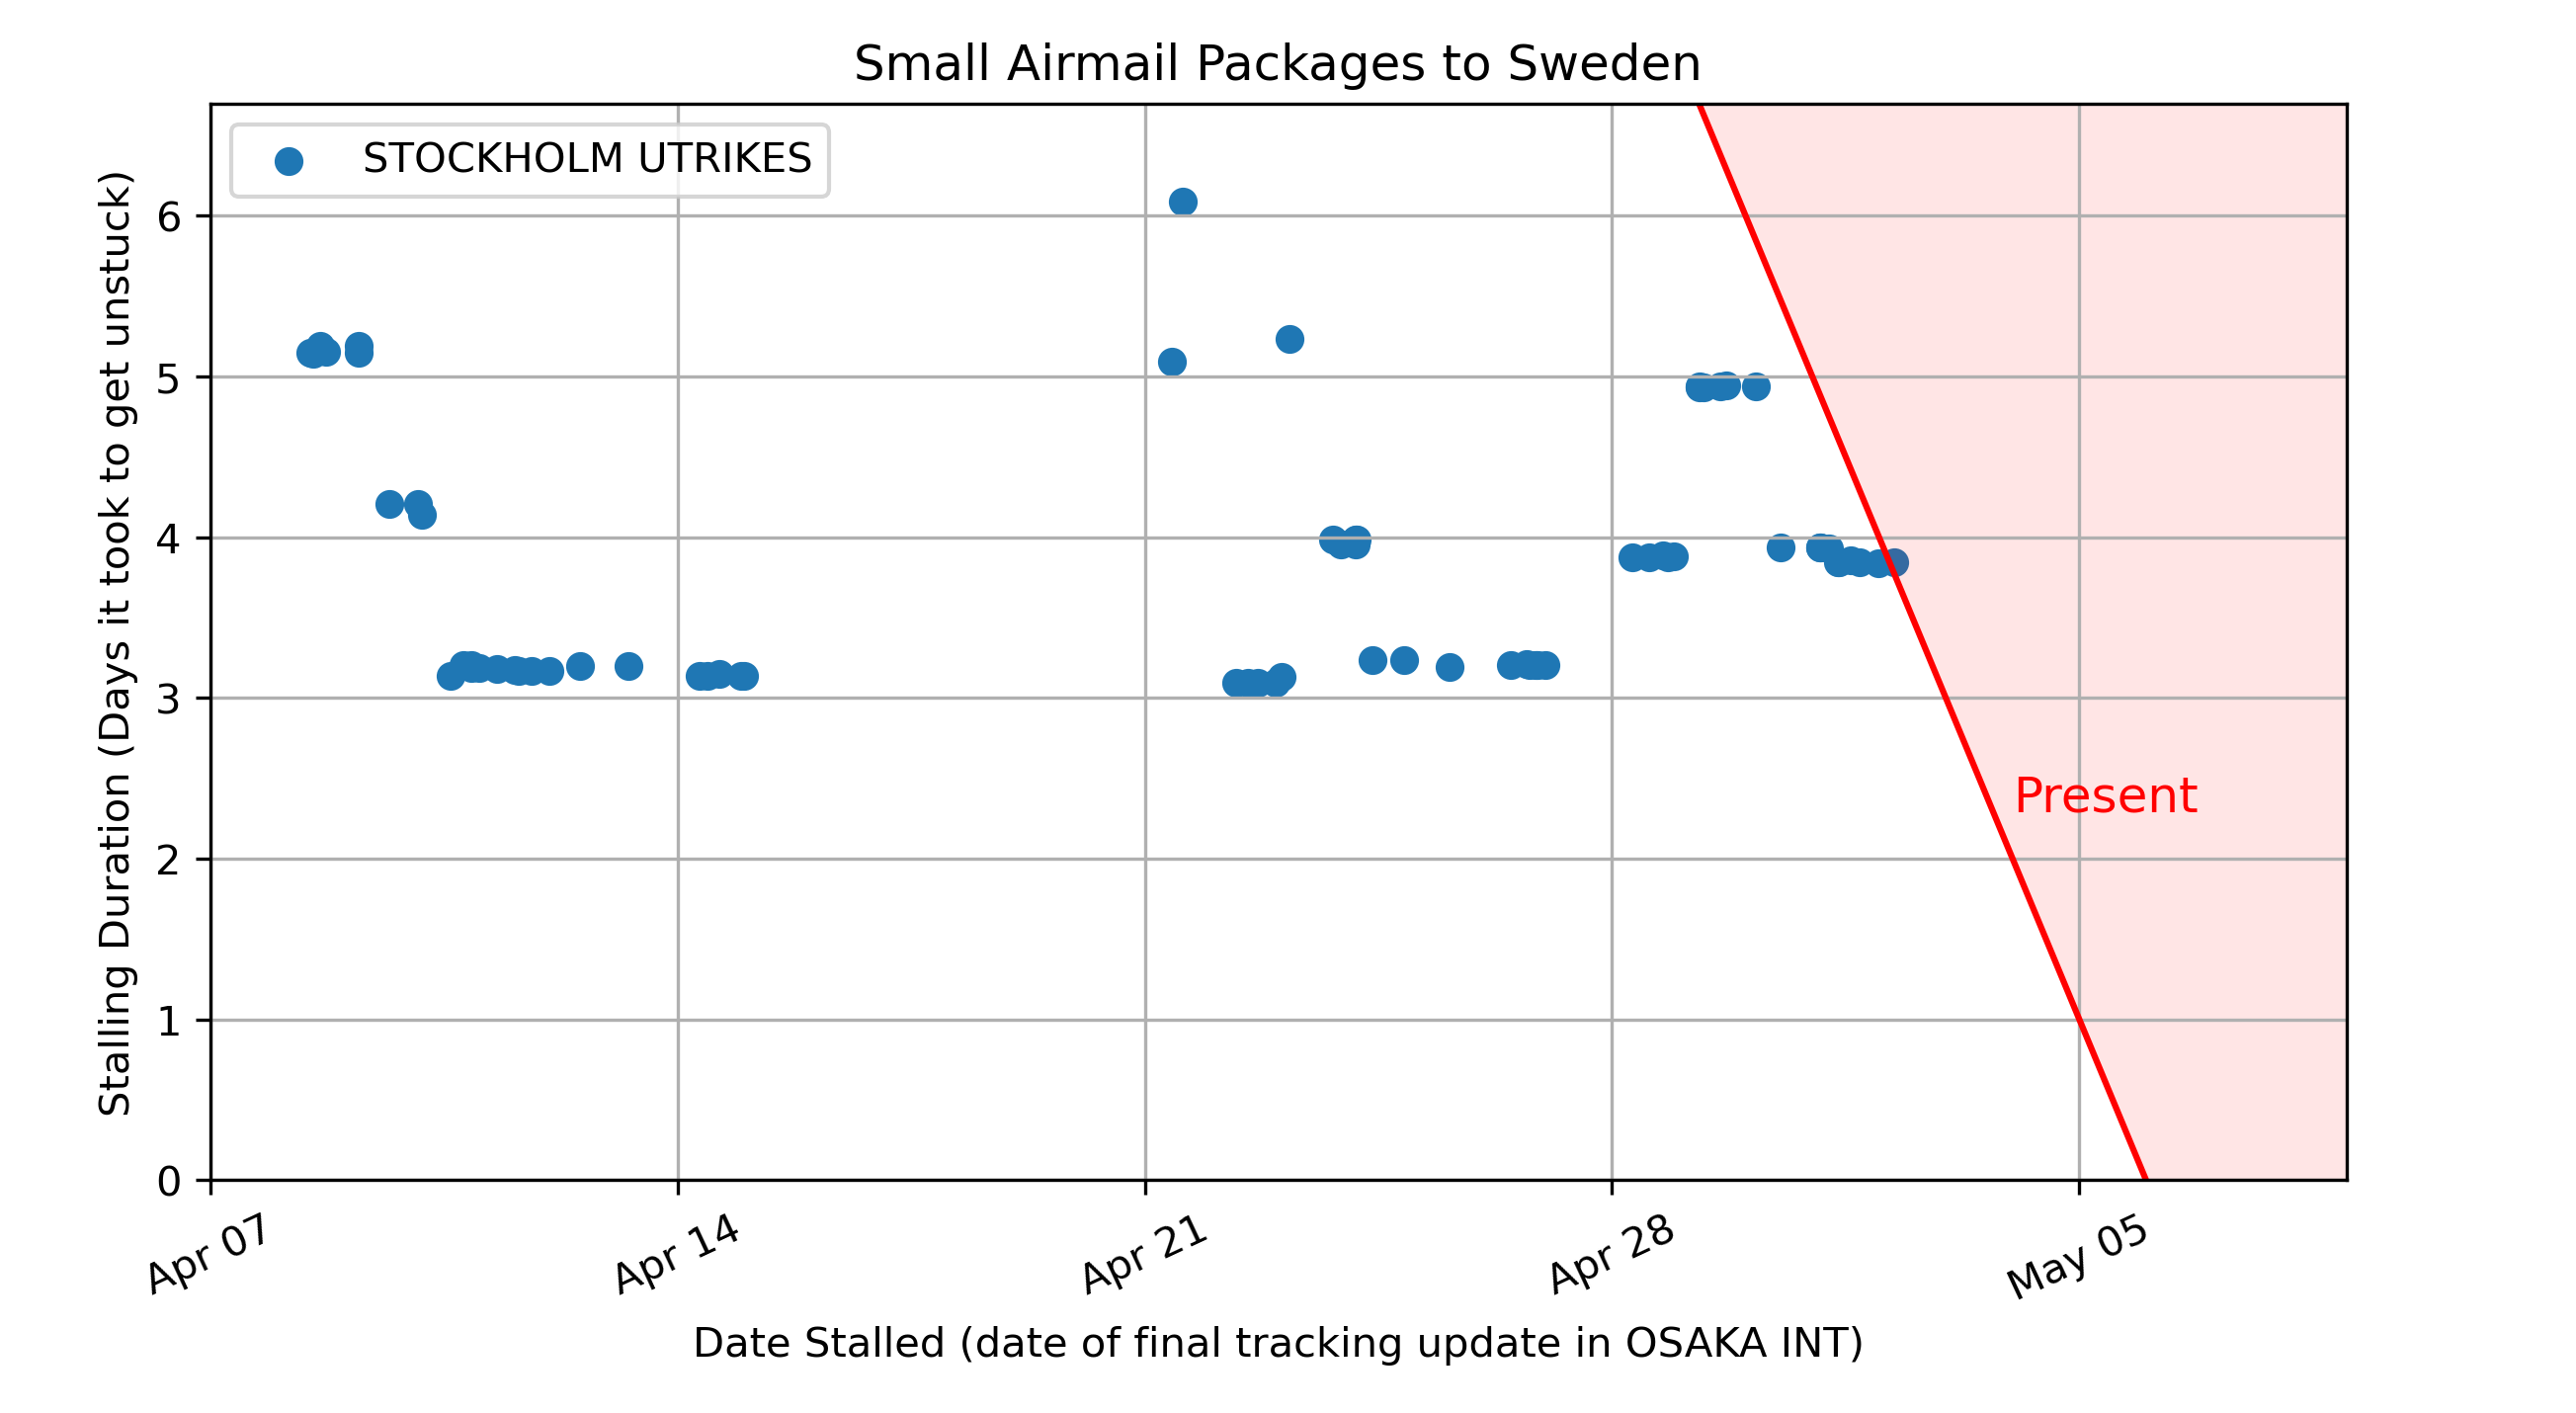 Small Airmail Packages to Sweden
STOCKHOLM UTRIKES
Stalling Duration (Days it took to get unstuck)
6
5
4
3
2
1
0
Present
Apr 07
Apr 14
Apr 21
Apr 28
May 05
Date Stalled (date of final tracking update in OSAKA INT)